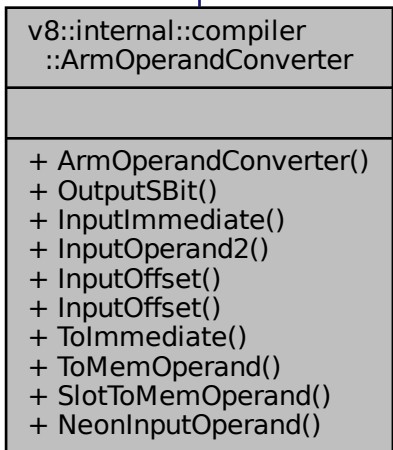 v8::internal::compiler
::ArmOperandConverter
+ ArmOperandConverter()
+ OutputSBit()
+ InputImmediate()
+ InputOperand2()
+ InputOffset()
+ InputOffset()
+ ToImmediate()
+ ToMemOperand()
+ SlotToMemOperand()
+ NeonInputOperand()